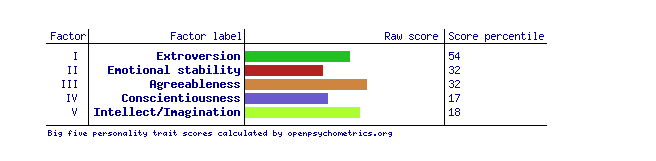 Factor Factor label Raw score Score percentile
I Extroversion 54
II Emotional stability 32
III Agreeableness 32
IV Conscientiousness 17
V Intellect/Imagination 18
Big five personality trait scores calculated by openpsychometrics.org